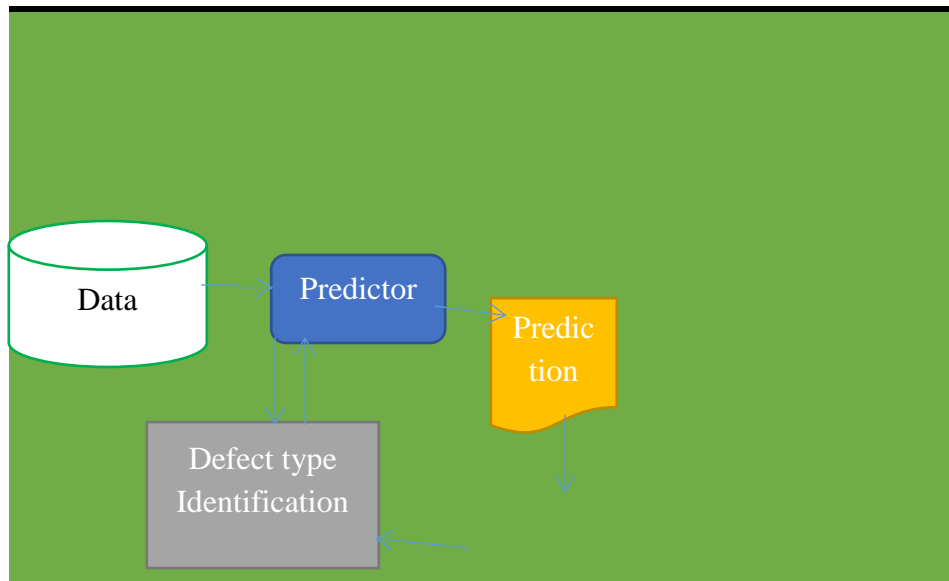 Data
Predictor
Predic
tion
Defect type
Identification